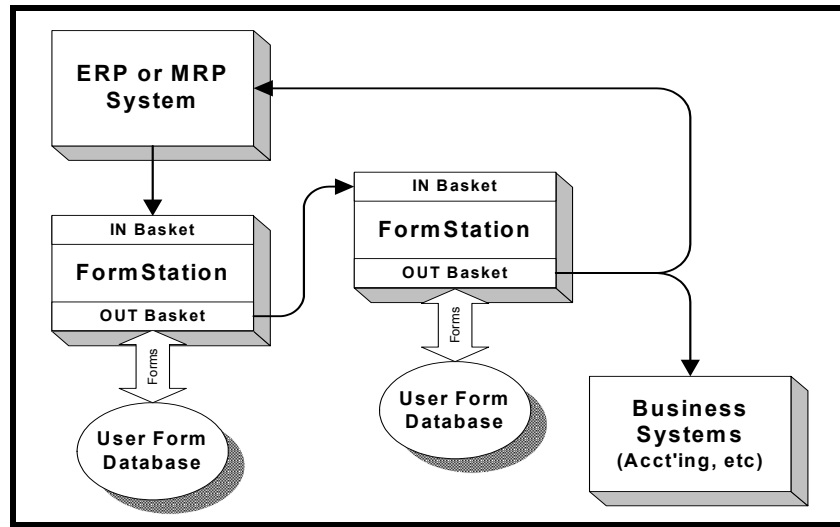 ERP or MRP
System
IN Basket
FormStation
OUT Basket
Forms
User Form
Database
IN Basket
FormStation
OUT Basket
Forms
User Form
Database
Business
Systems
(Acct'ing, etc)